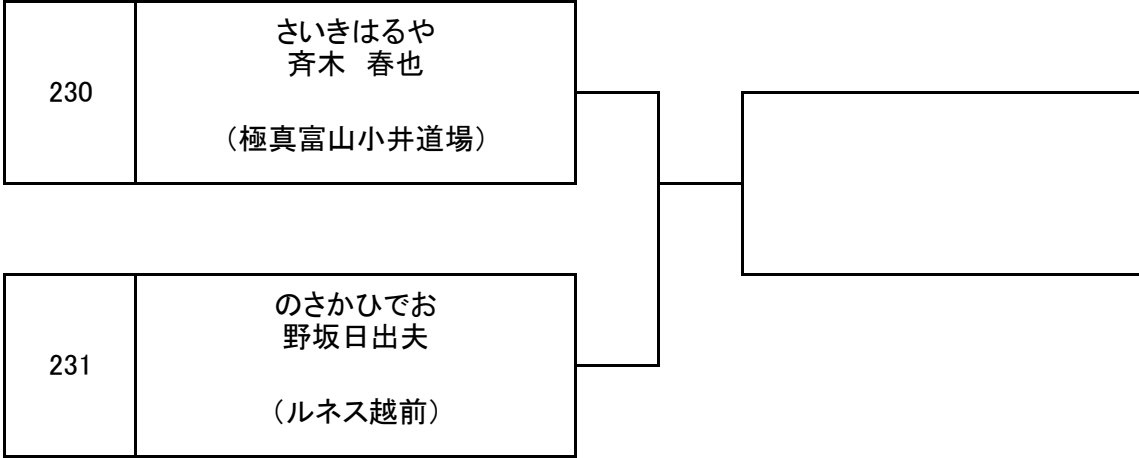 230
さいきはるや
斉木　春也
（極真富山小井道場）
231
のさかひでお
野坂日出夫
（ルネス越前）